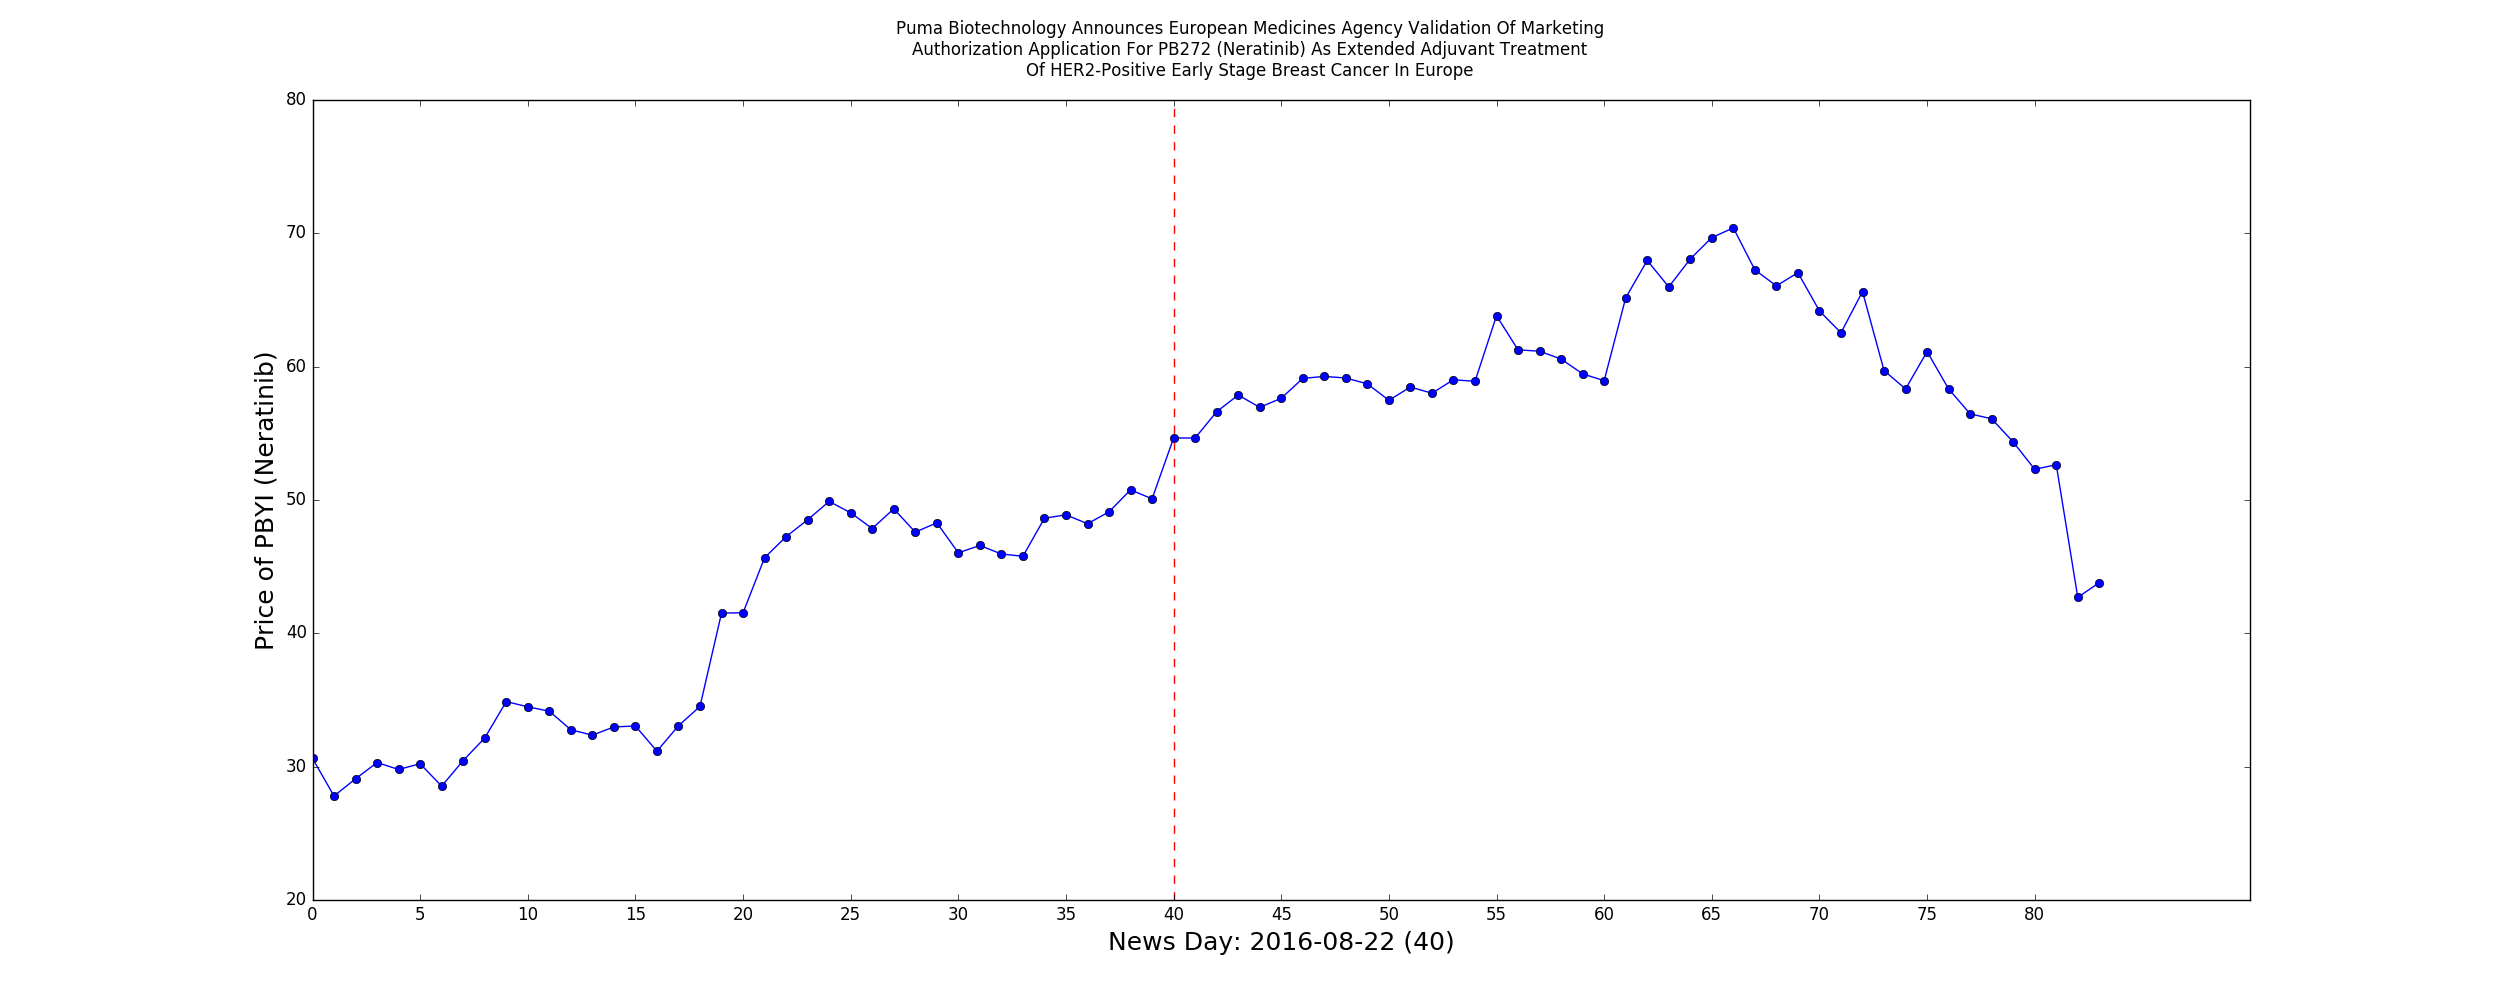 Puma Biotechnology Announces European Medicines Agency Validation Of Marketing
Authorization Application For PB272 (Neratinib) As Extended Adjuvant Treatment
Of HER2-Positive Early Stage Breast Cancer In Europe
80
70
60
50
40
30
20
Price of PBYI (Neratinib)
0 5 10 15 20 25 30 35 40 45 50 55 60 65 70 75 80
News Day: 2016-08-22 (40)